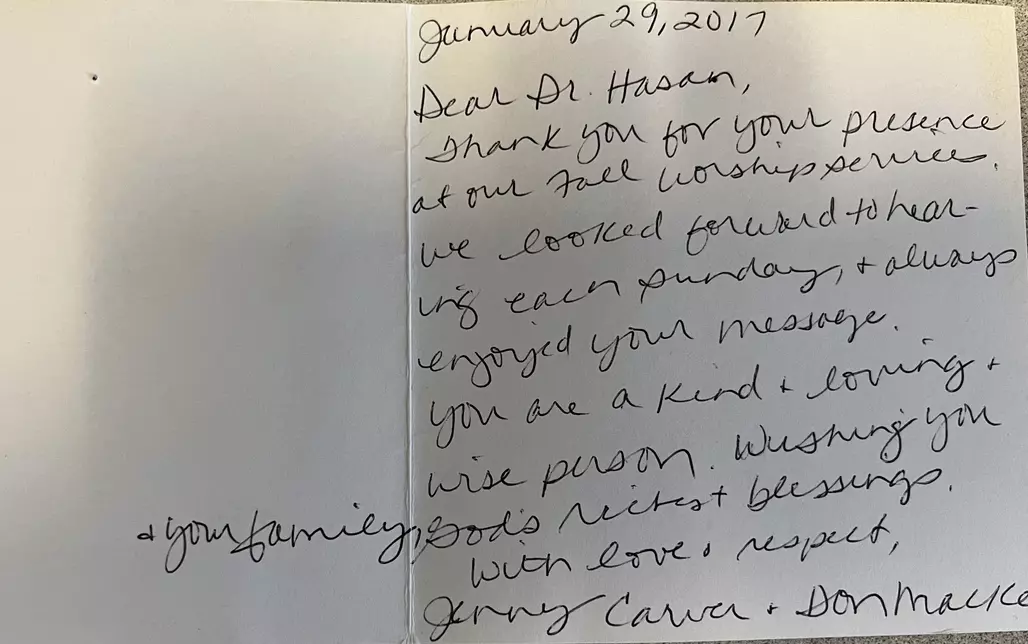 January 29, 2017
Dear Dr. Hasan,
Thank you for your presence
at our Fall worship services.
We looked forward to hear-
ing each Sunday, + always
enjoyed your message.
You are a kind + loving +
wise person. Wishing you
+ your family, God's richest blessings.
With love + respect,
Jenny Carver + Don Macke